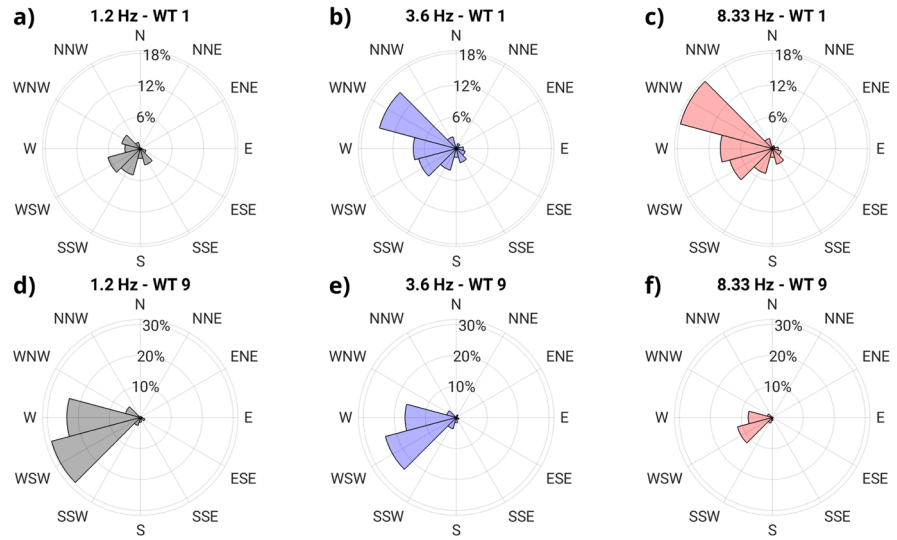 a) 1.2 Hz - WT 1
b) 3.6 Hz - WT 1
c) 8.33 Hz - WT 1
N
NNW NNE
18%
WNW ENE
12%
6%
W E
WSW ESE
SSW SSE
S
N
NNW NNE
18%
WNW ENE
12%
6%
W E
WSW ESE
SSW SSE
S
N
NNW NNE
18%
WNW ENE
12%
6%
W E
WSW ESE
SSW SSE
S
d) 1.2 Hz - WT 9
e) 3.6 Hz - WT 9
f) 8.33 Hz - WT 9
N
NNW NNE
30%
WNW ENE
20%
10%
W E
WSW ESE
SSW SSE
S
N
NNW NNE
30%
WNW ENE
20%
10%
W E
WSW ESE
SSW SSE
S
N
NNW NNE
30%
WNW ENE
20%
10%
W E
WSW ESE
SSW SSE
S